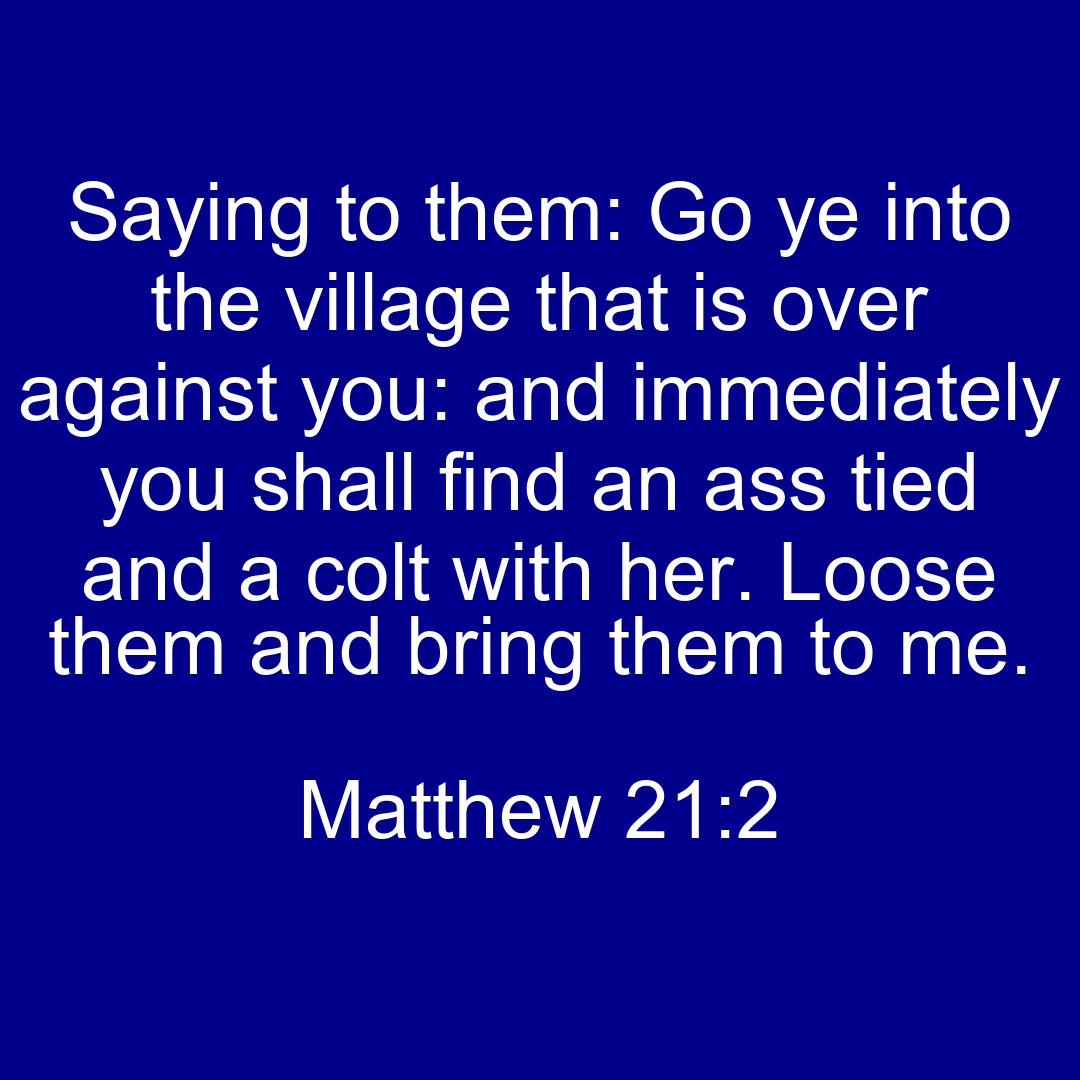 Saying to them: Go ye into
the village that is over
against you: and immediately
you shall find an ass tied
and a colt with her. Loose
them and bring them to me.
Matthew 21:2